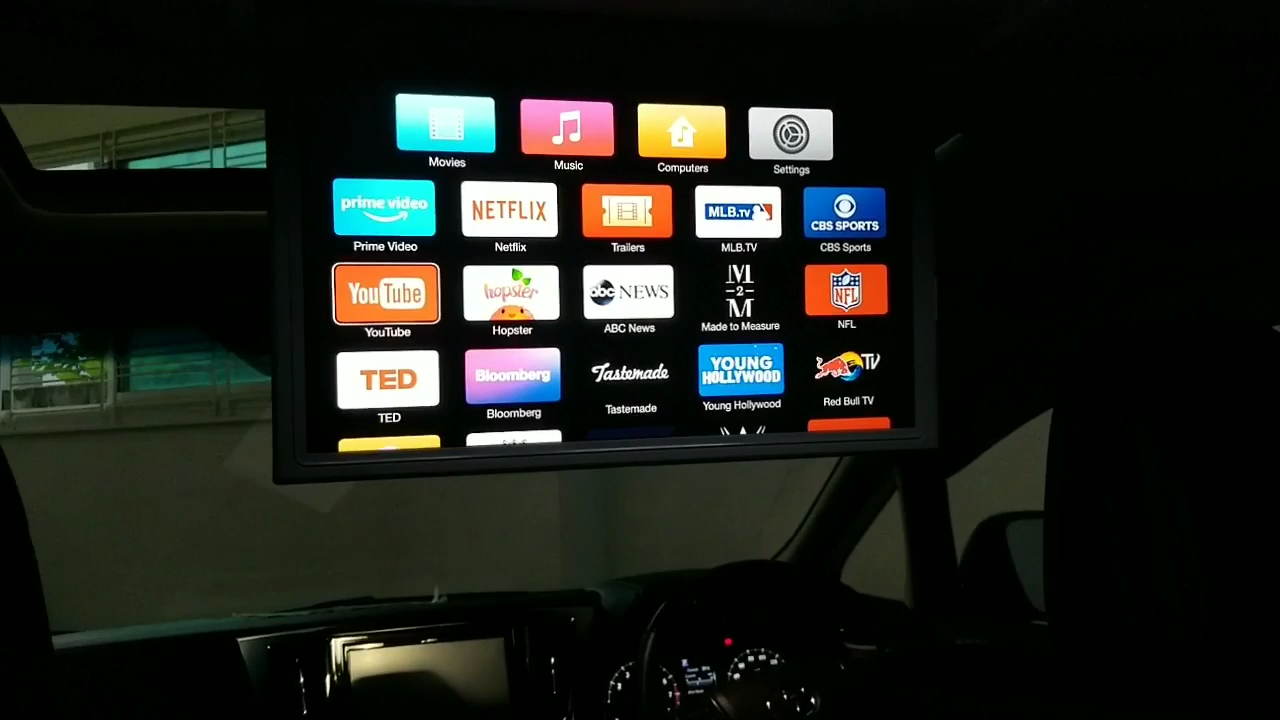 Movies
Music
Computers
Settings
prime video
NETFLIX
MLB.TV
CBS SPORTS
Prime Video
Netflix
Trailers
MLB.TV
CBS Sports
YouTube
hopster
abc NEWS
M
2
M
NFL
YouTube
Hopster
ABC News
Made to Measure
NFL
TED
Bloomberg
Tastemade
YOUNG
HOLLYWOOD
TV
TED
Bloomberg
Tastemade
Young Hollywood
Red Bull TV